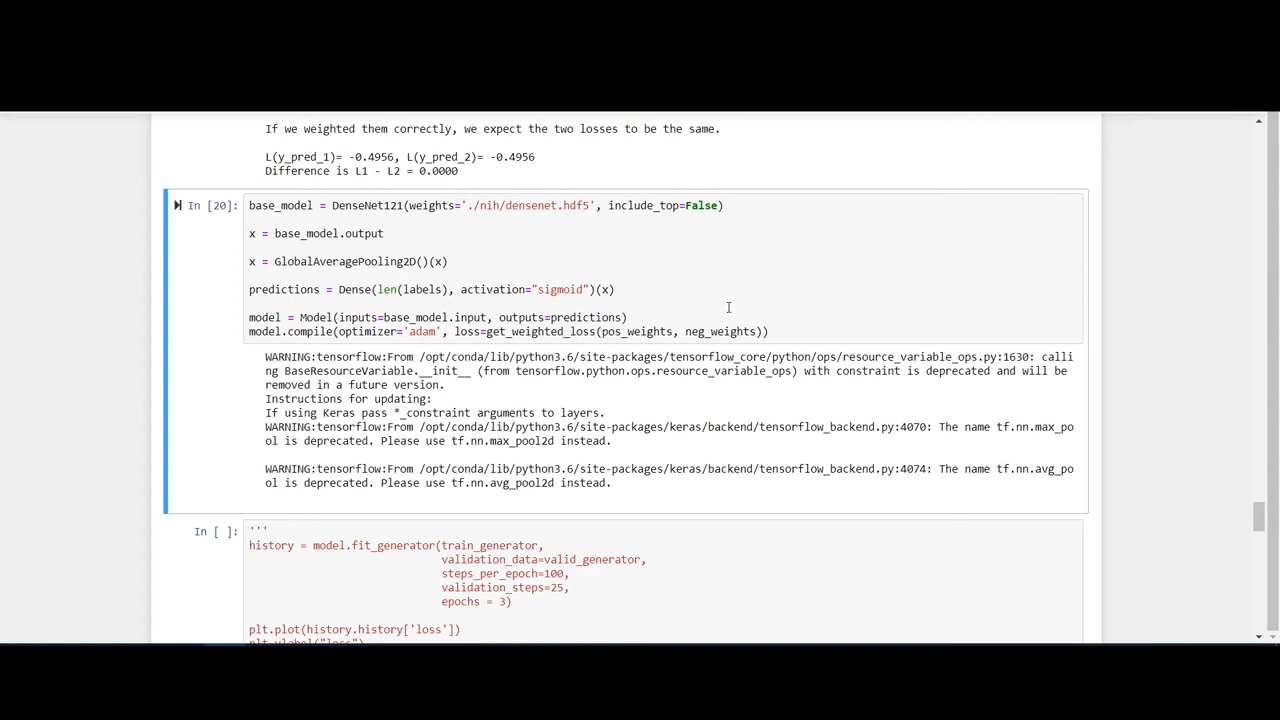 If we weighted them correctly, we expect the two losses to be the same.
L(y_pred_1)= -0.4956, L(y_pred_2)= -0.4956
Difference is L1 - L2 = 0.0000
In [20]:
base_model = DenseNet121(weights='./nih/densenet.hdf5', include_top=False)
x = base_model.output
x = GlobalAveragePooling2D()(x)
predictions = Dense(len(labels), activation="sigmoid")(x)
model = Model(inputs=base_model.input, outputs=predictions)
model.compile(optimizer='adam', loss=get_weighted_loss(pos_weights, neg_weights))
WARNING:tensorflow:From /opt/conda/lib/python3.6/site-packages/tensorflow_core/python/ops/resource_variable_ops.py:1630: calli
ng BaseResourceVariable.__init__ (from tensorflow.python.ops.resource_variable_ops) with constraint is deprecated and will be
removed in a future version.
Instructions for updating:
If using Keras pass *_constraint arguments to layers.
WARNING:tensorflow:From /opt/conda/lib/python3.6/site-packages/keras/backend/tensorflow_backend.py:4070: The name tf.nn.max_po
ol is deprecated. Please use tf.nn.max_pool2d instead.
WARNING:tensorflow:From /opt/conda/lib/python3.6/site-packages/keras/backend/tensorflow_backend.py:4074: The name tf.nn.avg_po
ol is deprecated. Please use tf.nn.avg_pool2d instead.
In [ ]:
'''
history = model.fit_generator(train_generator,
validation_data=valid_generator,
steps_per_epoch=100,
validation_steps=25,
epochs = 3)
plt.plot(history.history['loss'])
plt.ylabel("loss")